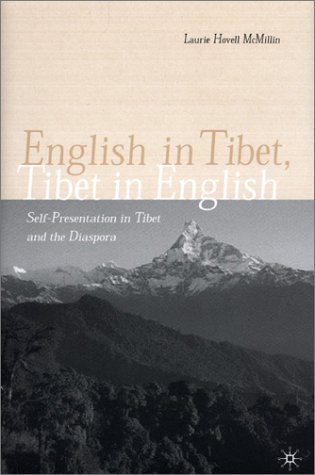 Laurie Hovell McMillin
English in Tibet,
Tibet in English
Self-Presentation in Tibet
and the Diaspora